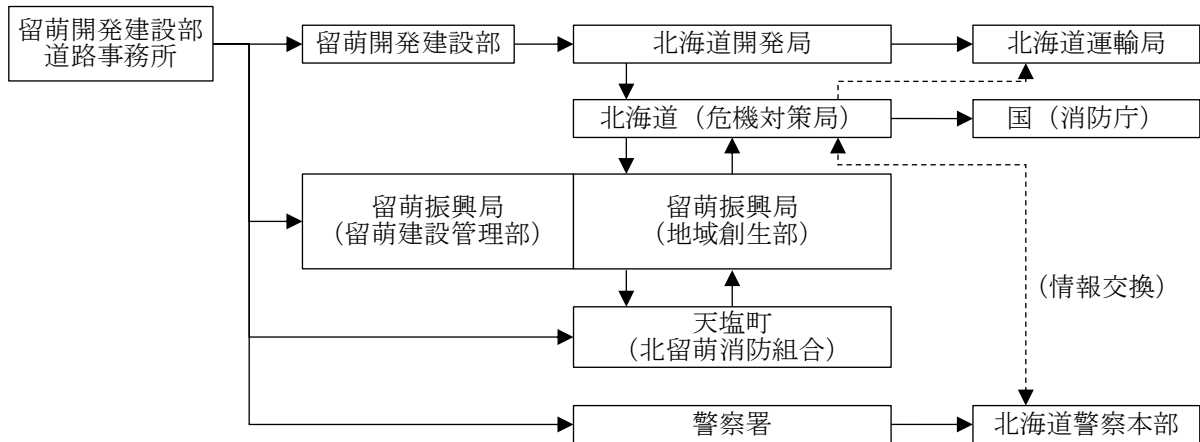 留萌開発建設部
道路事務所
留萌開発建設部
北海道開発局
北海道運輸局
北海道（危機対策局）
国（消防庁）
留萌振興局
（留萌建設管理部）
留萌振興局
（地域創生部）
（情報交換）
天塩町
（北留萌消防組合）
警察署
北海道警察本部